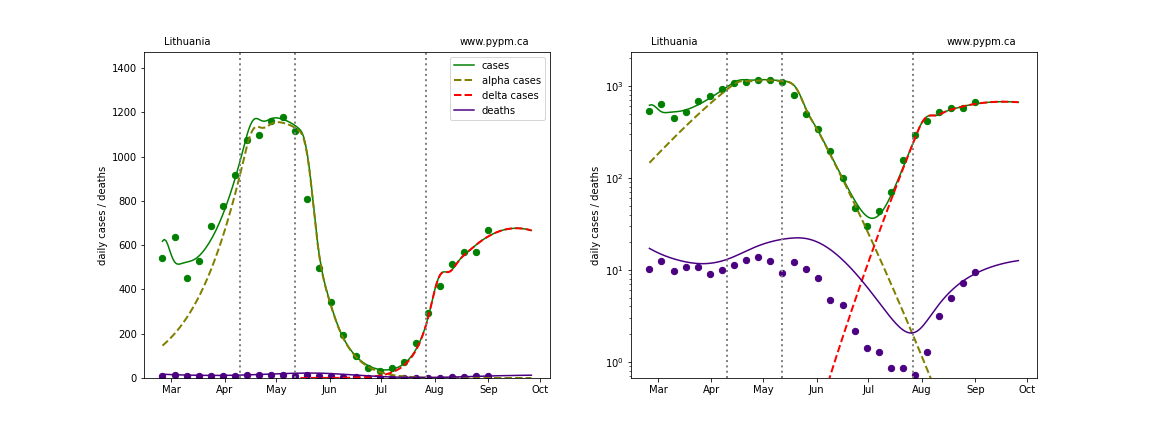 Lithuania www.pypm.ca
1400
1200
1000
800
600
400
200
0
daily cases / deaths
cases
alpha cases
delta cases
deaths
Mar Apr May Jun Jul Aug Sep Oct
Lithuania www.pypm.ca
10³
10²
10¹
10⁰
daily cases / deaths
Mar Apr May Jun Jul Aug Sep Oct